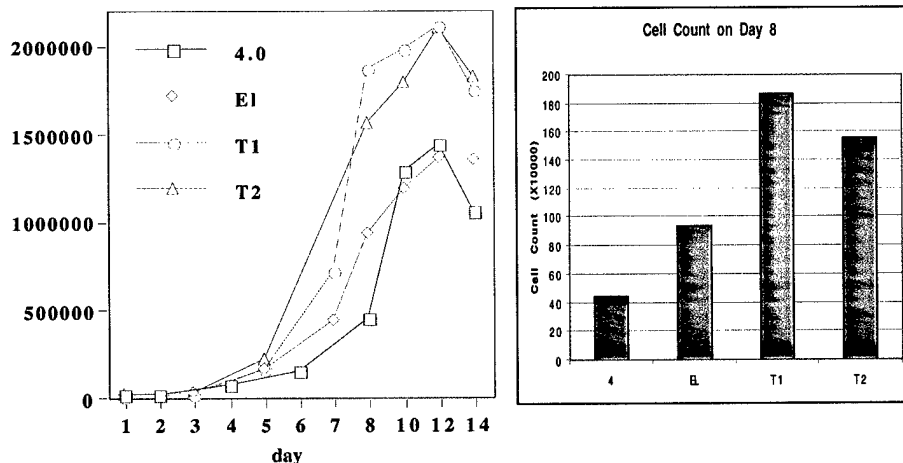 2000000
1500000
1000000
500000
0
4.0
El
T1
T2
1 2 3 4 5 6 7 8 10 12 14
day
Cell Count on Day 8
Cell Count (X10000)
200
180
160
140
120
100
80
60
40
20
0
4 EL T1 T2